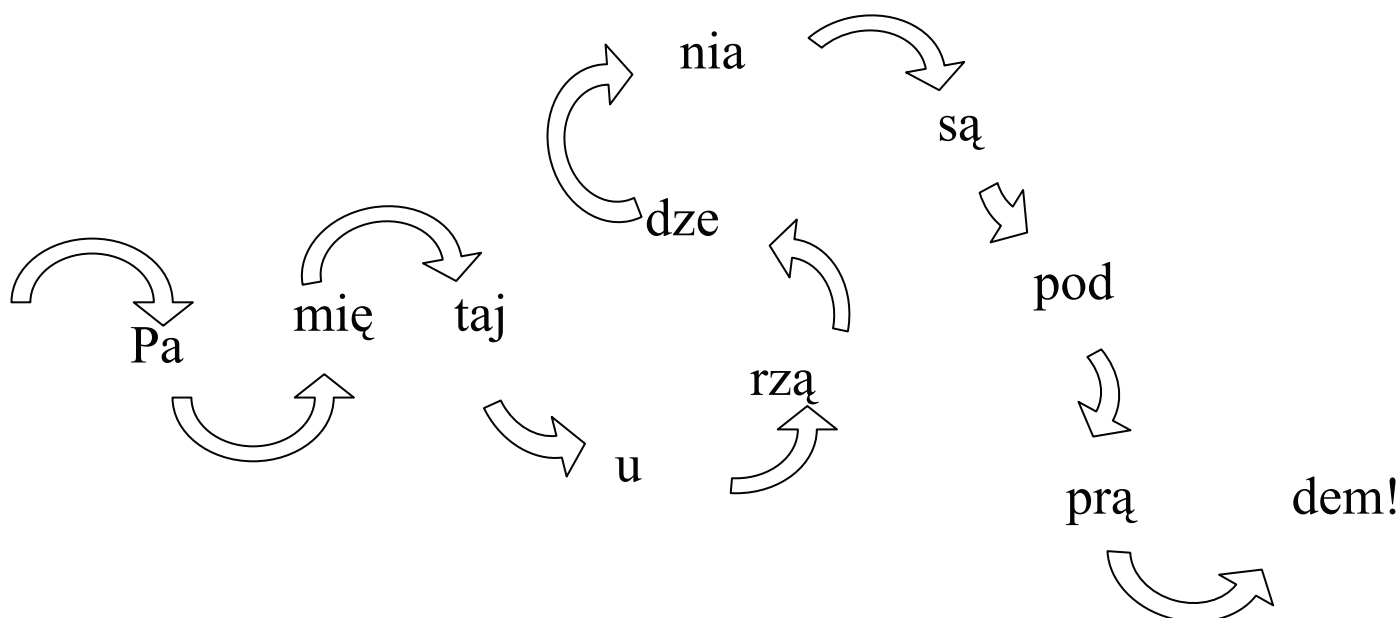 Pa
mię
taj
u
rzą
dze
nia
są
pod
prą
dem!